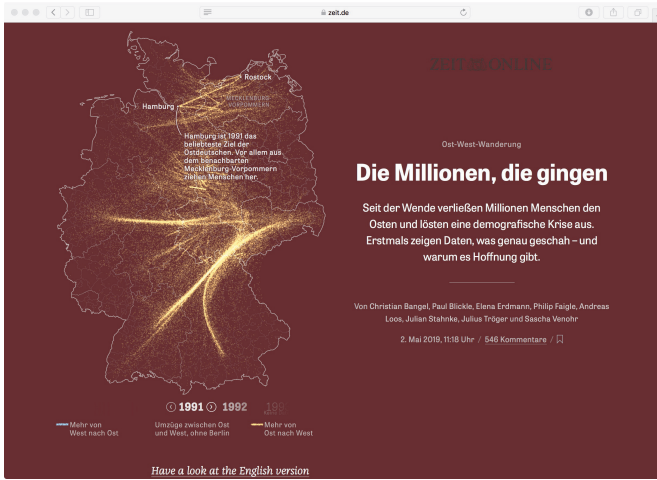 zeit.de
Rostock
MECKLENBURG-
VORPOMMERN
Hamburg
Hamburg ist 1991 das
beliebteste Ziel der
Ostdeutschen. Vor allem aus
dem benachbarten
Mecklenburg-Vorpommern
ziehen Menschen her.
Ost-West-Wanderung
Die Millionen, die gingen
Seit der Wende verließen Millionen Menschen den
Osten und lösten eine demografische Krise aus.
Erstmals zeigen Daten, was genau geschah – und
warum es Hoffnung gibt.
Von Christian Bangel, Paul Blickle, Elena Erdmann, Philip Faigle, Andreas
Loos, Julian Stahnke, Julius Tröger und Sascha Venohr
2. Mai 2019, 11:18 Uhr / 546 Kommentare /
1991 1992
Mehr von
West nach Ost
Umzüge zwischen Ost
und West, ohne Berlin
Mehr von
Ost nach West
Have a look at the English version